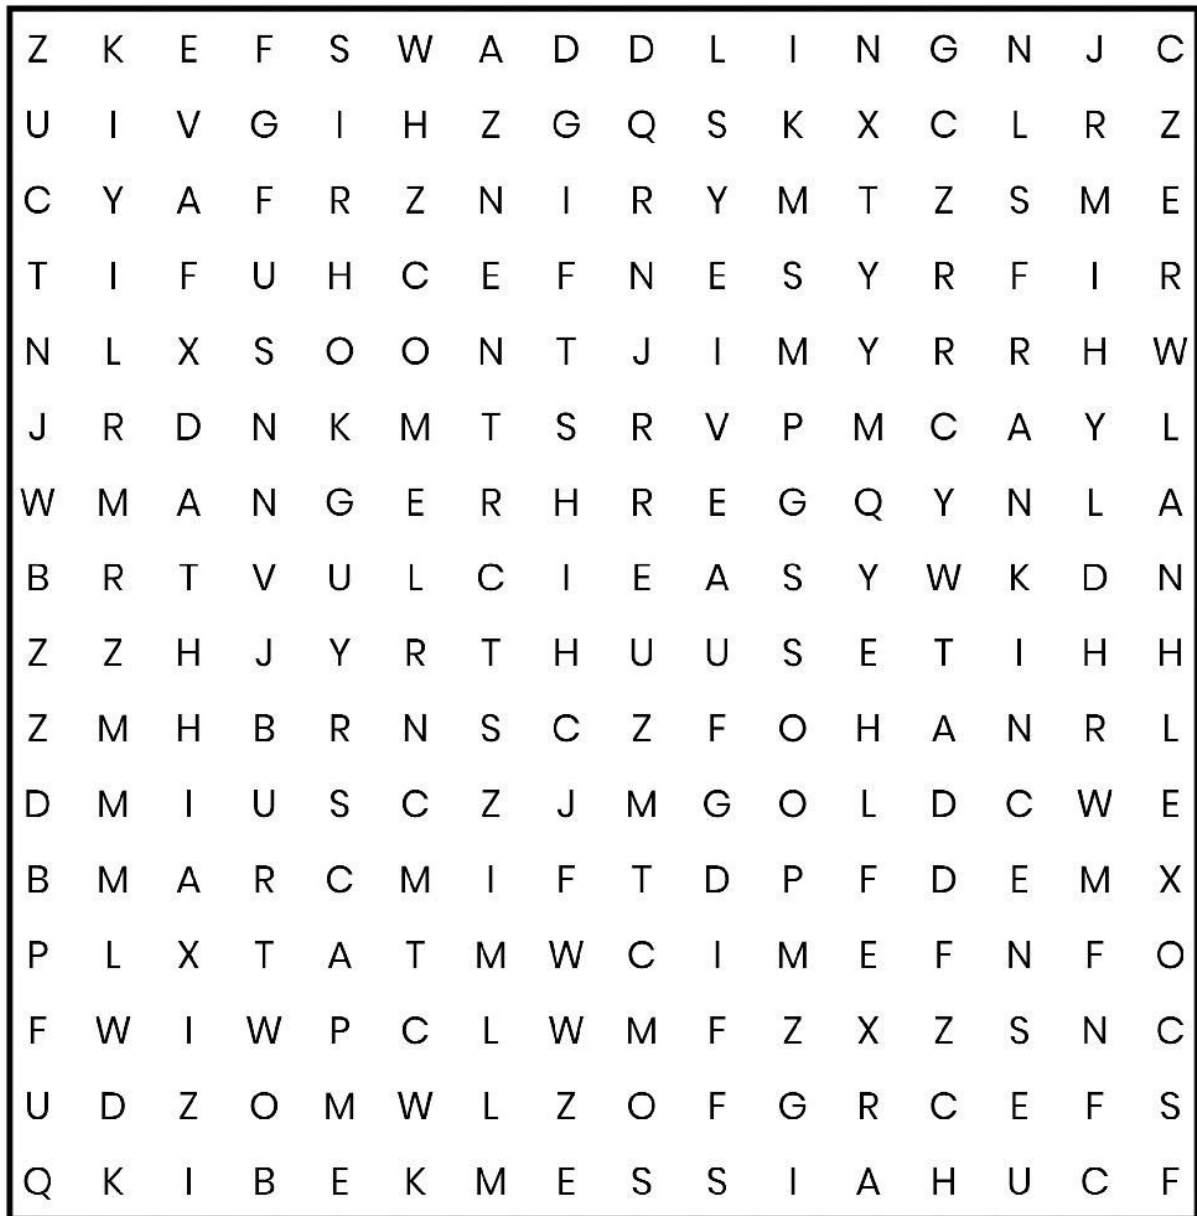 Z K E F S W A D D L I N G N J C
U I V G I H Z G Q S K X C L R Z
C Y A F R Z N I R Y M T Z S M E
T I F U H C E F N E S Y R F I R
N L X S O O N T J I M Y R R H W
J R D N K M T S R V P M C A Y L
W M A N G E R H R E G Q Y N L A
B R T V U L C I E A S Y W K D N
Z Z H J Y R T H U U S E T I H H
Z M H B R N S C Z F O H A N R L
D M I U S C Z J M G O L D C W E
B M A R C M I F T D P F D E M X
P L X T A T M W C I M E F N F O
F W I W P C L W M F Z X Z S N C
U D Z O M W L Z O F G R C E F S
Q K I B E K M E S S I A H U C F